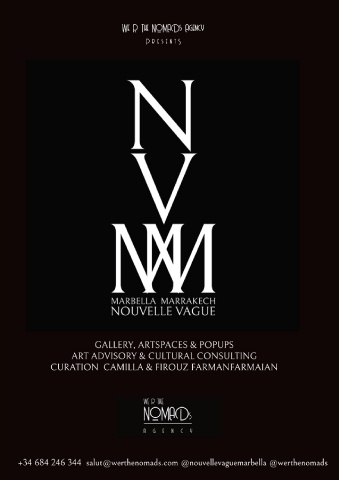 WE R THE NOMADS AGENCY
PRESENTS
N
V
MM
MARBELLA MARRAKECH
NOUVELLE VAGUE
GALLERY, ARTSPACES & POPUPS
ART ADVISORY & CULTURAL CONSULTING
CURATION CAMILLA & FIROUZ FARMANFARMAIAN
WE R THE
NOMADS
AGENCY
+34 684 246 344 salut@werthenomads.com @nouvellevaguemarbella @werthenomads